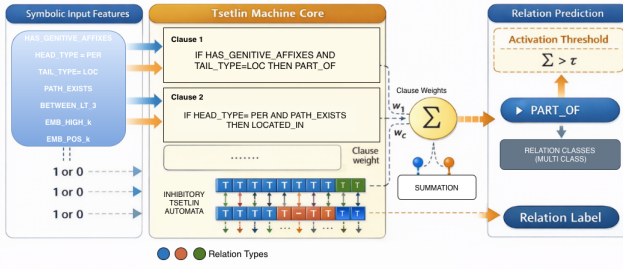 Symbolic Input Features
HAS_GENITIVE_AFFIXES
HEAD_TYPE= PER
TAIL_TYPE= LOC
PATH_EXISTS
BETWEEN_LT_3
EMB_HIGH_k
EMB_POS_k
1 or 0
1 or 0
1 or 0
Tsetlin Machine Core
Clause 1
IF HAS_GENITIVE_AFFIXES AND
TAIL_TYPE=LOC THEN PART_OF
Clause 2
IF HEAD_TYPE= PER AND PATH_EXISTS
THEN LOCATED_IN
.......
Clause
weight
INHIBITORY
TSETLIN
AUTOMATA
T T T T T T T T T
T T T T T – T T T T
Relation Types
Clause Weights
w1
wc
Σ
SUMMATION
Relation Prediction
Activation Threshold
Σ > τ
PART_OF
RELATION CLASSES
(MULTI CLASS)
Relation Label